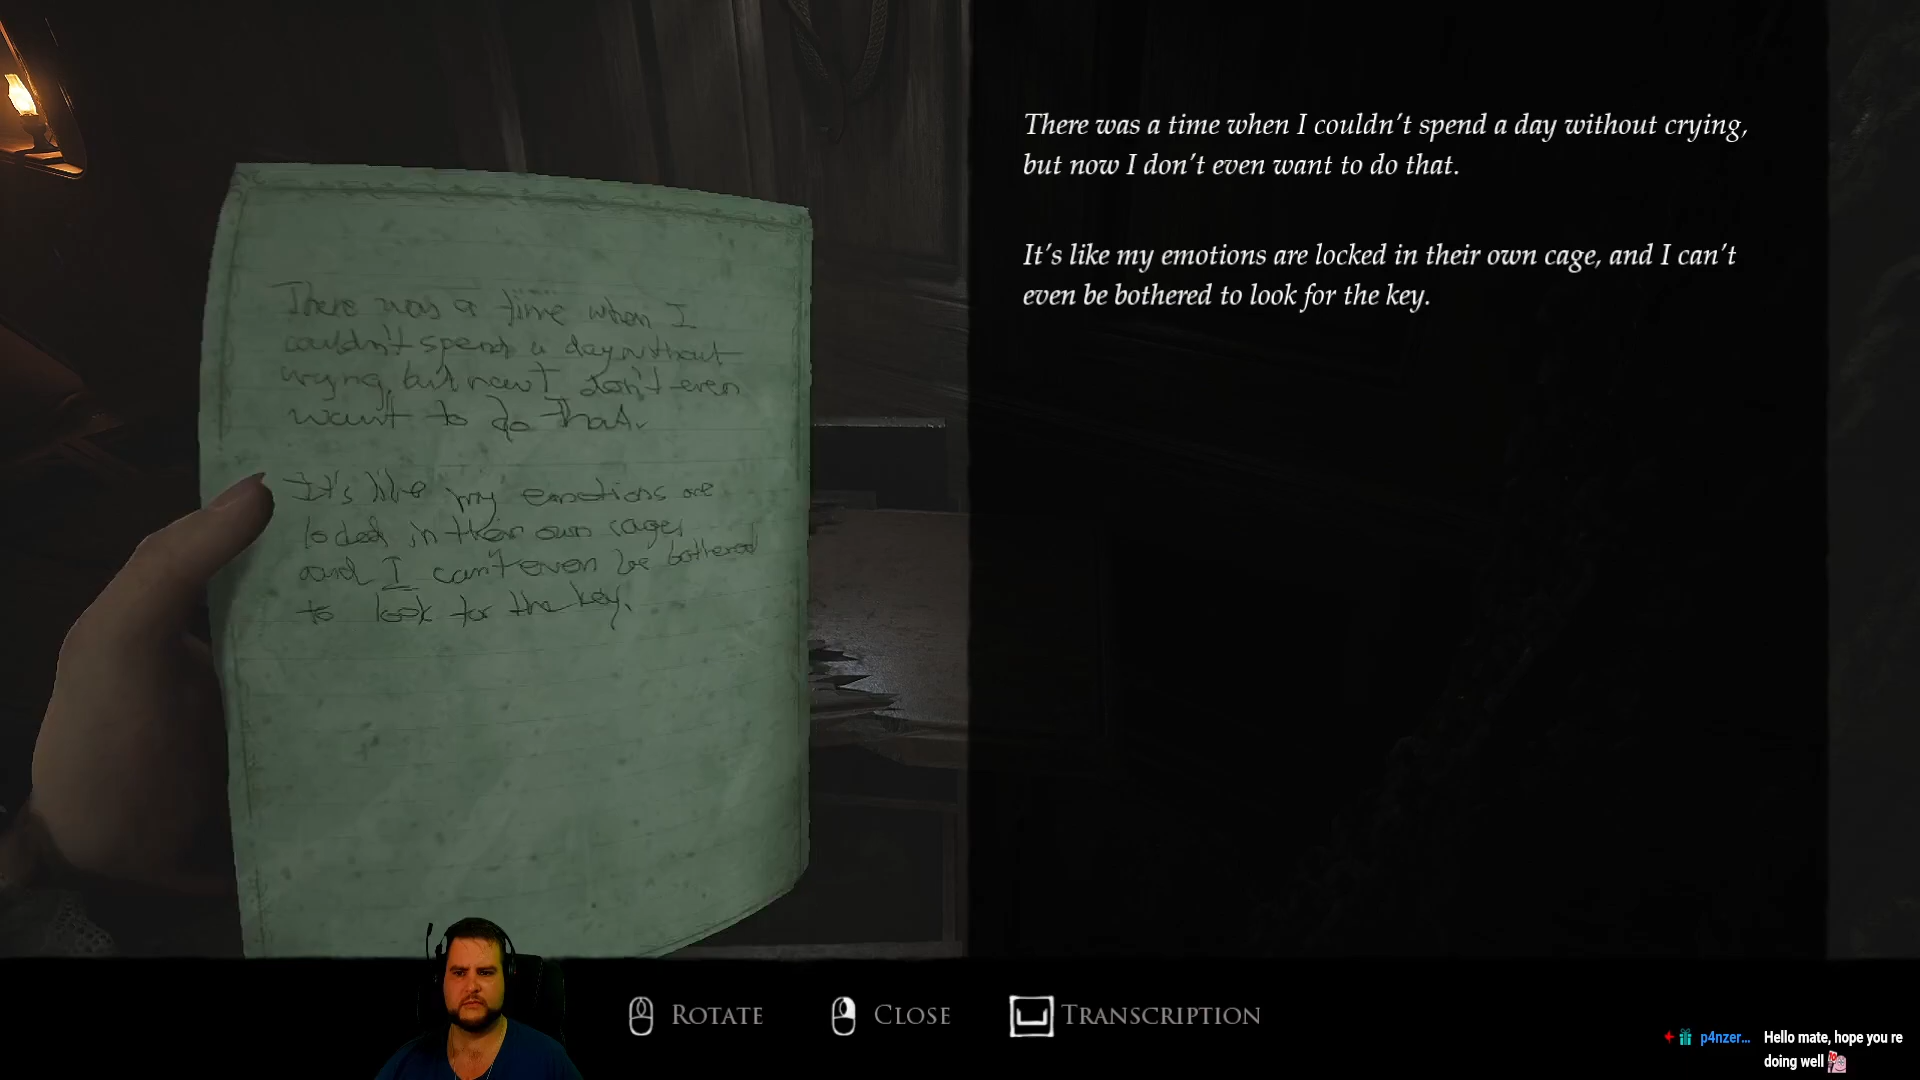 There was a time when I
couldn't spend a day without
crying, but now I don't even
want to do that.
It's like my emotions are
locked in their own cage,
and I can't even be bothered
to look for the key.
There was a time when I couldn't spend a day without crying,
but now I don't even want to do that.
It's like my emotions are locked in their own cage, and I can't
even be bothered to look for the key.
ROTATE
CLOSE
TRANSCRIPTION
p4nzer... Hello mate, hope you re
doing well